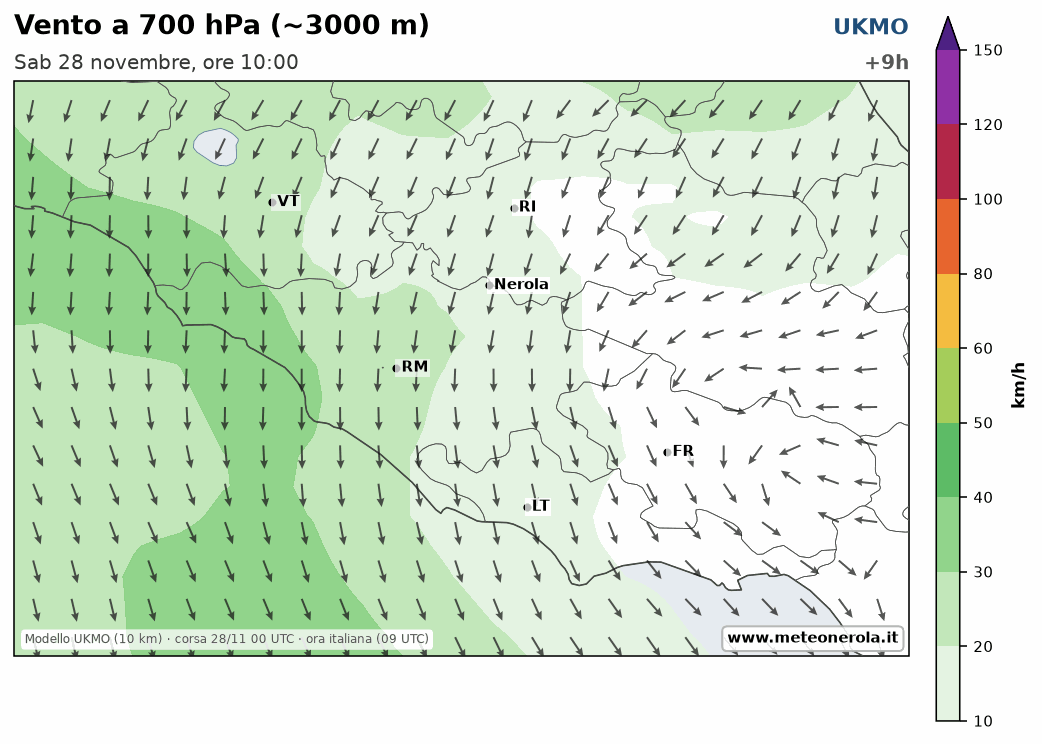 Vento a 700 hPa (~3000 m)
UKMO
Sab 28 novembre, ore 10:00
+9h
150
120
100
80
60
50
40
30
20
10
km/h
VT
RI
Nerola
RM
FR
LT
Modello UKMO (10 km) · corsa 28/11 00 UTC · ora italiana (09 UTC)
www.meteonerola.it